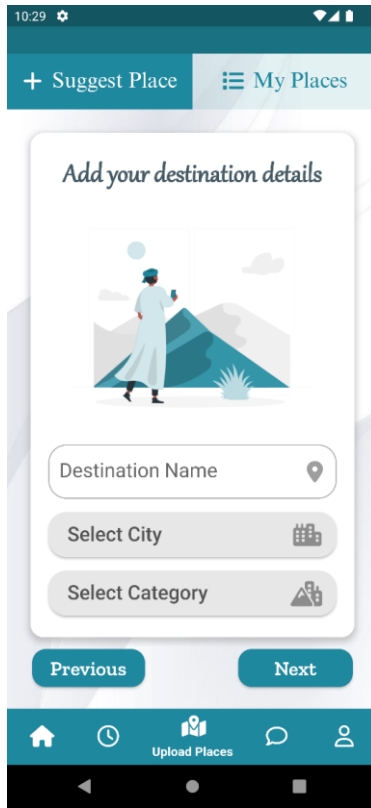 10:29
Suggest Place
My Places
Add your destination details
Destination Name
Select City
Select Category
Previous
Next
Upload Places